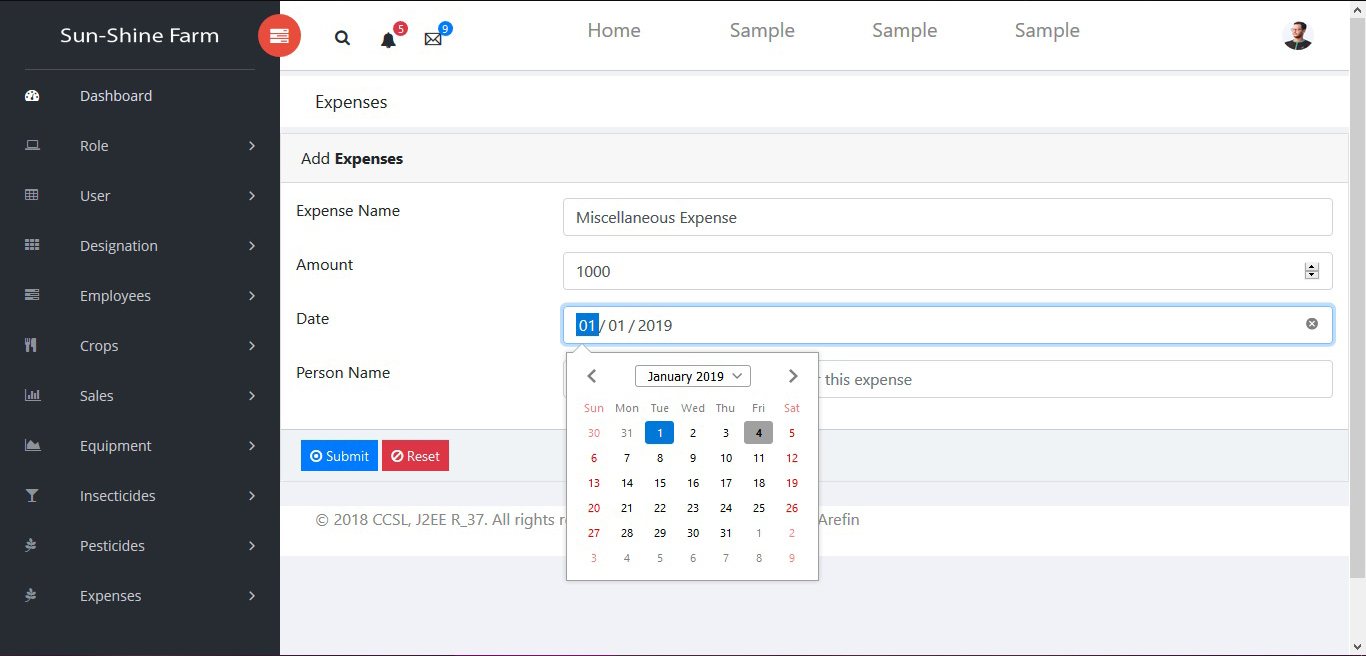 Sun-Shine Farm
5
9
Home
Sample
Sample
Sample
Dashboard
Role
User
Designation
Employees
Crops
Sales
Equipment
Insecticides
Pesticides
Expenses
Expenses
Add Expenses
Expense Name
Miscellaneous Expense
Amount
1000
Date
01 / 01 / 2019
Person Name
this expense
January 2019
Sun Mon Tue Wed Thu Fri Sat
30 31 1 2 3 4 5
6 7 8 9 10 11 12
13 14 15 16 17 18 19
20 21 22 23 24 25 26
27 28 29 30 31 1 2
3 4 5 6 7 8 9
Submit
Reset
© 2018 CCSL, J2EE R_37. All rights
Arefin